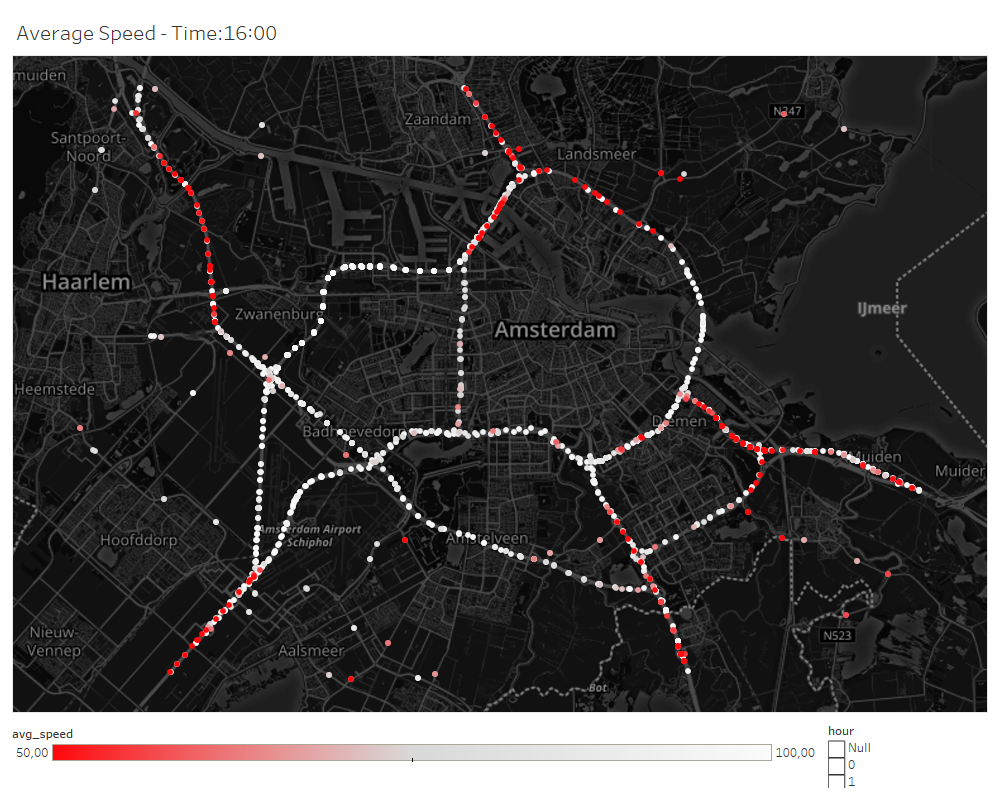 Average Speed - Time:16:00
muiden
Zaandam
N247
Santpoort-
Noord
Landsmeer
Haarlem
Zwanenburg
IJmeer
Amsterdam
Heemstede
Badhoevedorp
Diemen
Muiden
Muider
Amsterdam Airport
Schiphol
Hoofddorp
Amstelveen
Nieuw-
Vennep
Aalsmeer
N523
Bot
avg_speed
50,00
100,00
hour
Null
0
1